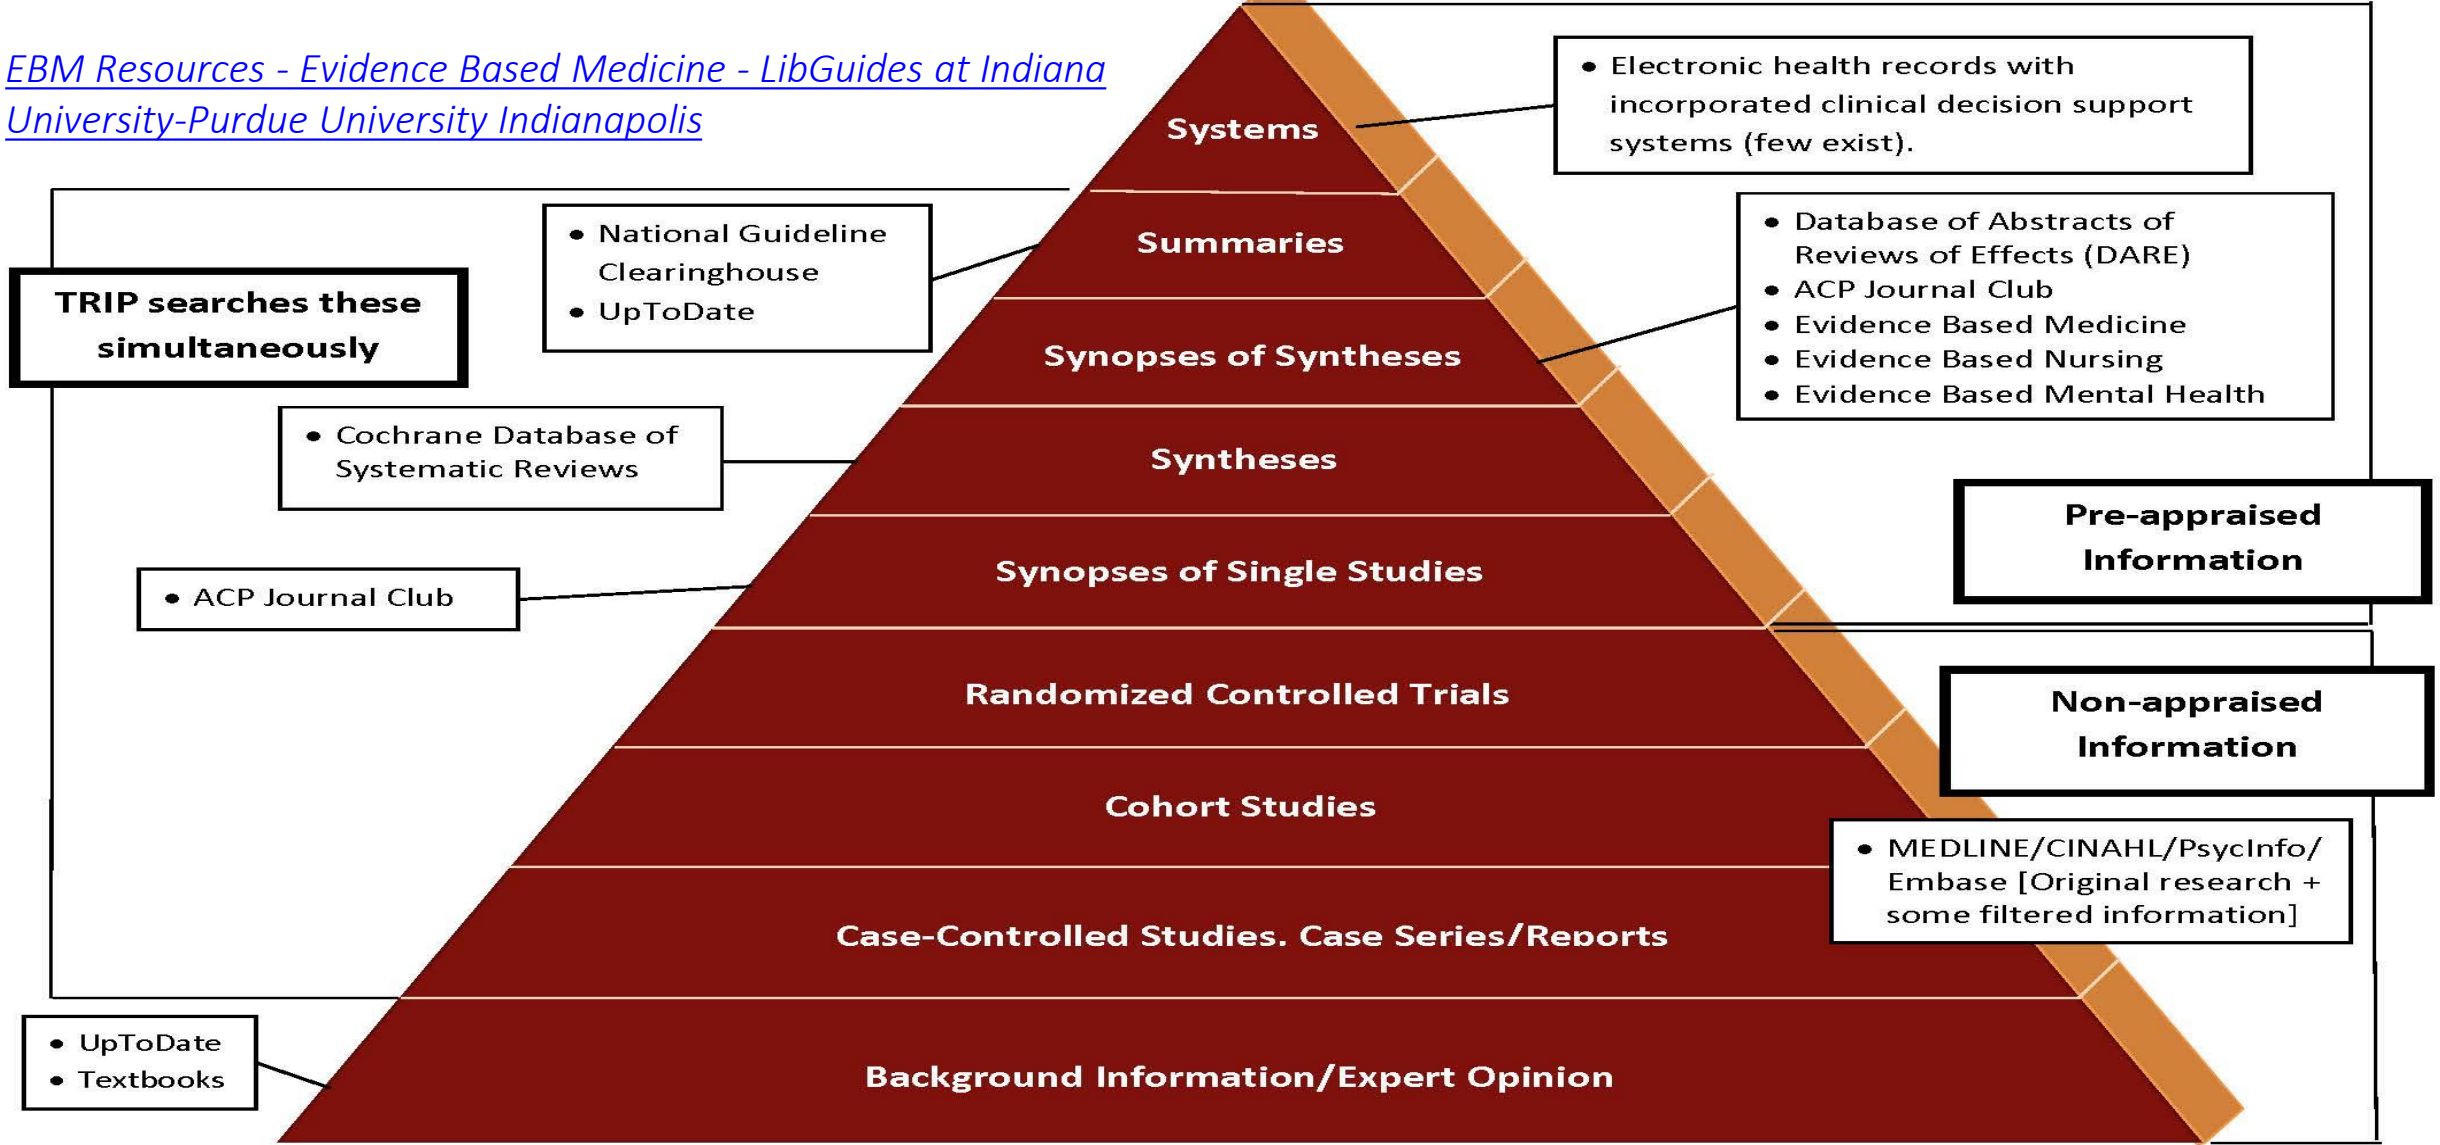 EBM Resources - Evidence Based Medicine - LibGuides at Indiana
University-Purdue University Indianapolis
• Electronic health records with
incorporated clinical decision support
systems (few exist).
Systems
• National Guideline
Clearinghouse
• UpToDate
Summaries
• Database of Abstracts of
Reviews of Effects (DARE)
• ACP Journal Club
• Evidence Based Medicine
• Evidence Based Nursing
• Evidence Based Mental Health
TRIP searches these
simultaneously
Synopses of Syntheses
• Cochrane Database of
Systematic Reviews
Syntheses
Pre-appraised
Information
• ACP Journal Club
Synopses of Single Studies
Randomized Controlled Trials
Non-appraised
Information
Cohort Studies
• MEDLINE/CINAHL/PsycInfo/
Embase [Original research +
some filtered information]
Case-Controlled Studies. Case Series/Reports
• UpToDate
• Textbooks
Background Information/Expert Opinion